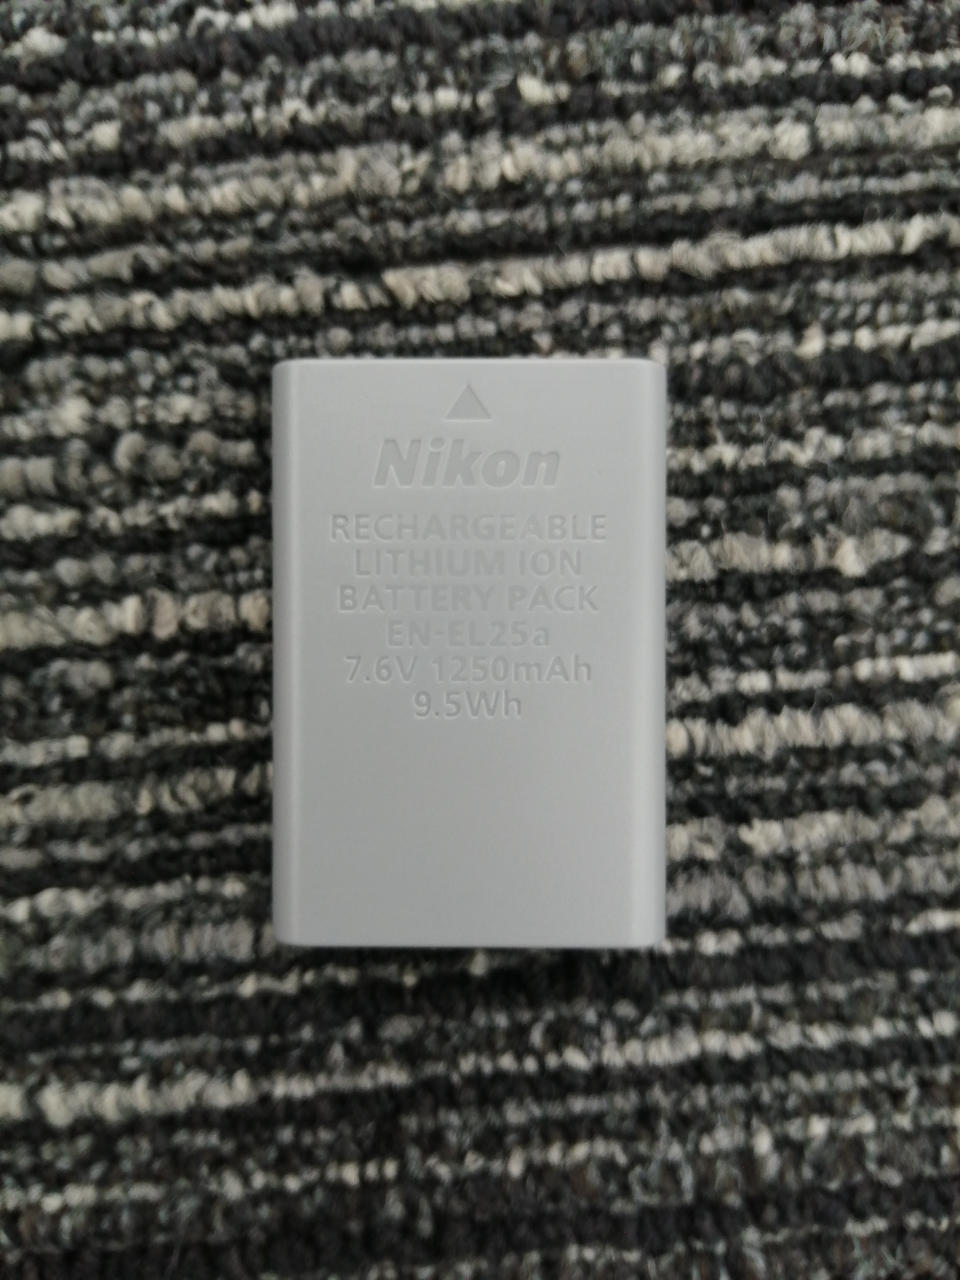 Nikon
RECHARGEABLE
LITHIUM ION
BATTERY PACK
EN-EL25a
7.6V 1250mAh
9.5Wh